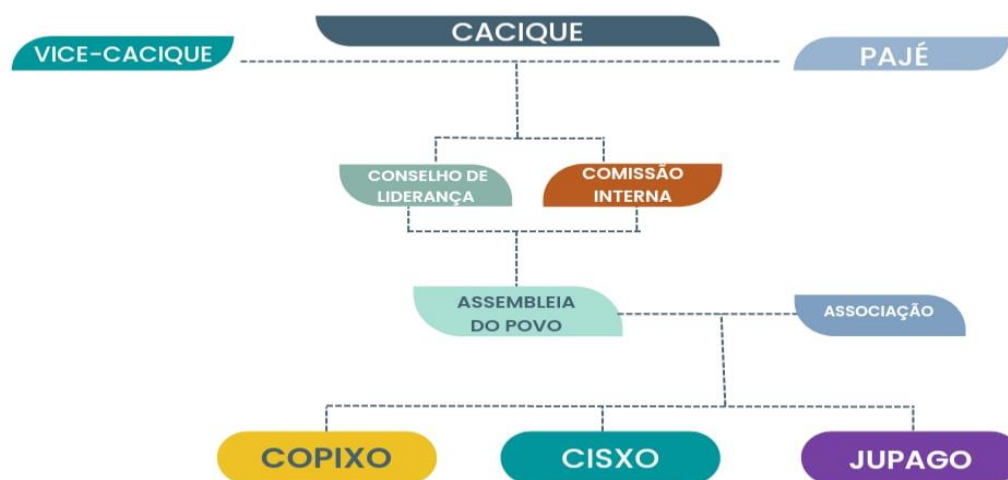 CACIQUE
VICE-CACIQUE
PAJÉ
CONSELHO DE
LIDERANÇA
COMISSÃO
INTERNA
ASSEMBLEIA
DO POVO
ASSOCIAÇÃO
COPIXO
CISXO
JUPAGO